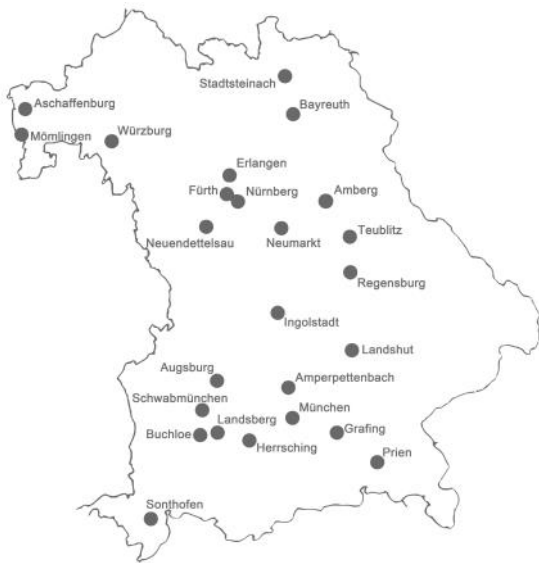 Stadtsteinach
Aschaffenburg
Bayreuth
Mömlingen
Würzburg
Erlangen
Fürth
Nürnberg
Amberg
Neuendettelsau
Neumarkt
Teublitz
Regensburg
Ingolstadt
Landshut
Augsburg
Amperpettenbach
Schwabmünchen
München
Landsberg
Grafing
Buchloe
Herrsching
Prien
Sonthofen